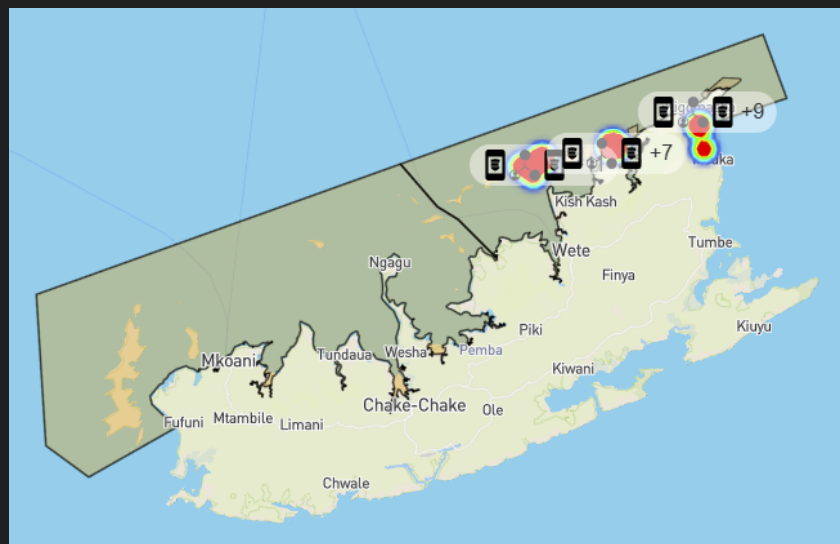 +9
+7
Kish Kash
Wete
Tumbe
Ngagu
Finya
Kiuyu
Piki
Mkoani
Tundaua
Wesha
Pemba
Kiwani
Chake-Chake
Ole
Fufuni
Mtambile
Limani
Chwale